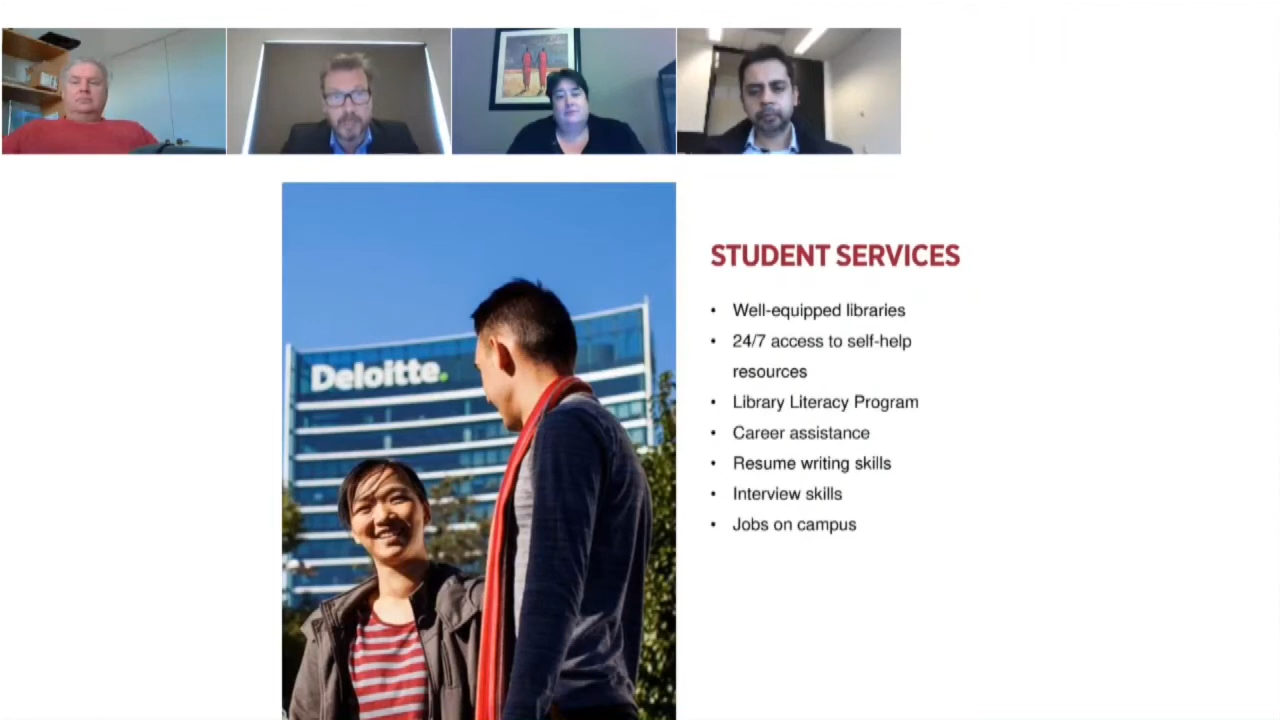 Deloitte.
STUDENT SERVICES
• Well-equipped libraries
• 24/7 access to self-help
resources
• Library Literacy Program
• Career assistance
• Resume writing skills
• Interview skills
• Jobs on campus